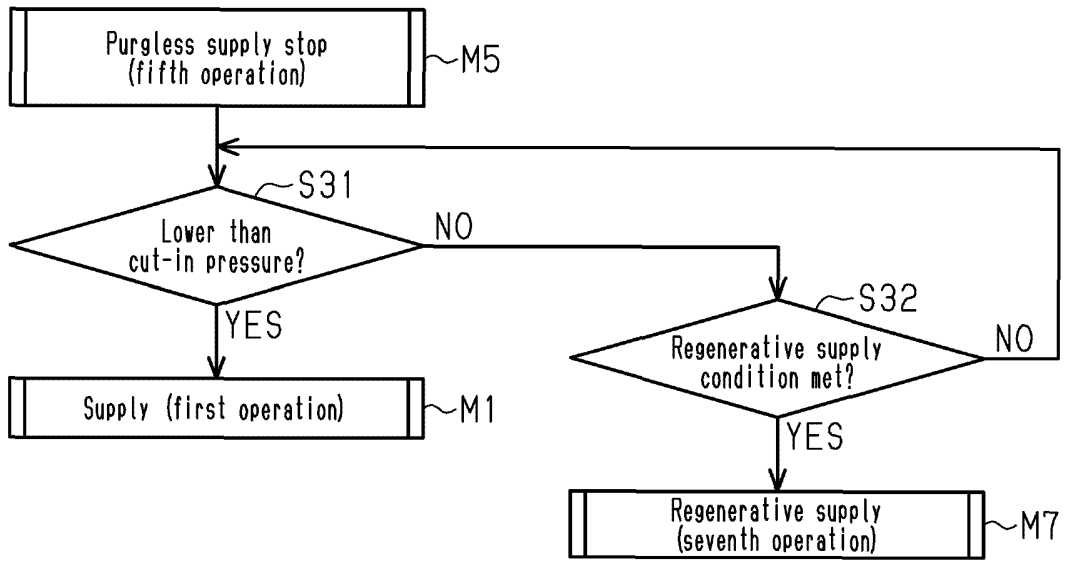 Purgless supply stop
(fifth operation)
M5
S31
Lower than
cut-in pressure?
NO
YES
S32
Regenerative supply
condition met?
NO
Supply (first operation)
M1
YES
Regenerative supply
(seventh operation)
M7